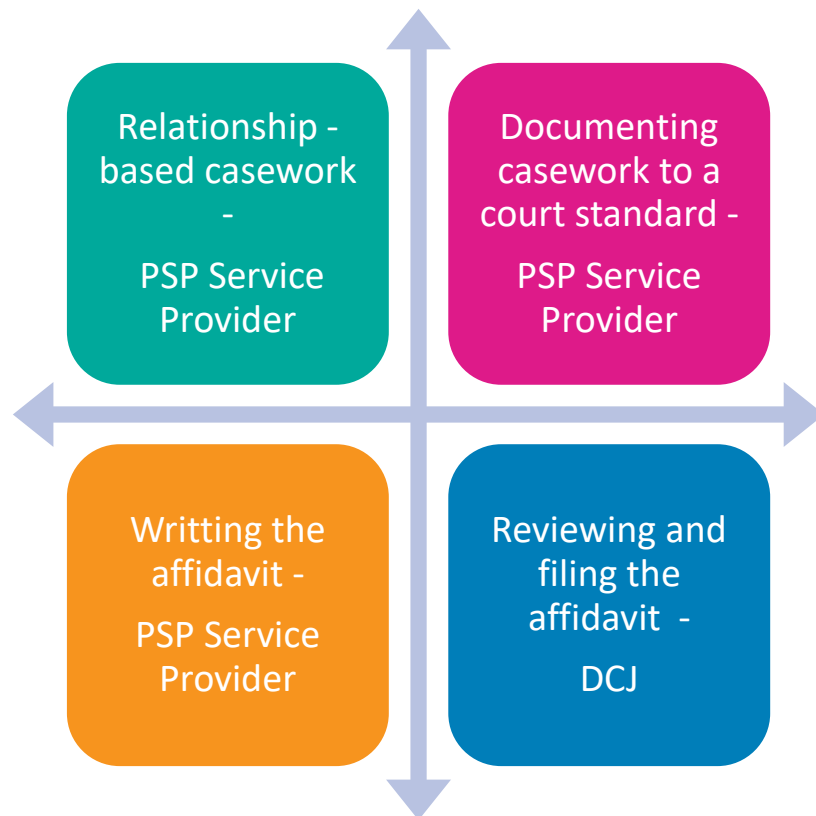 Relationship -
based casework
-
PSP Service
Provider
Documenting
casework to a
court standard -
PSP Service
Provider
Writting the
affidavit -
PSP Service
Provider
Reviewing and
filing the
affidavit -
DCJ